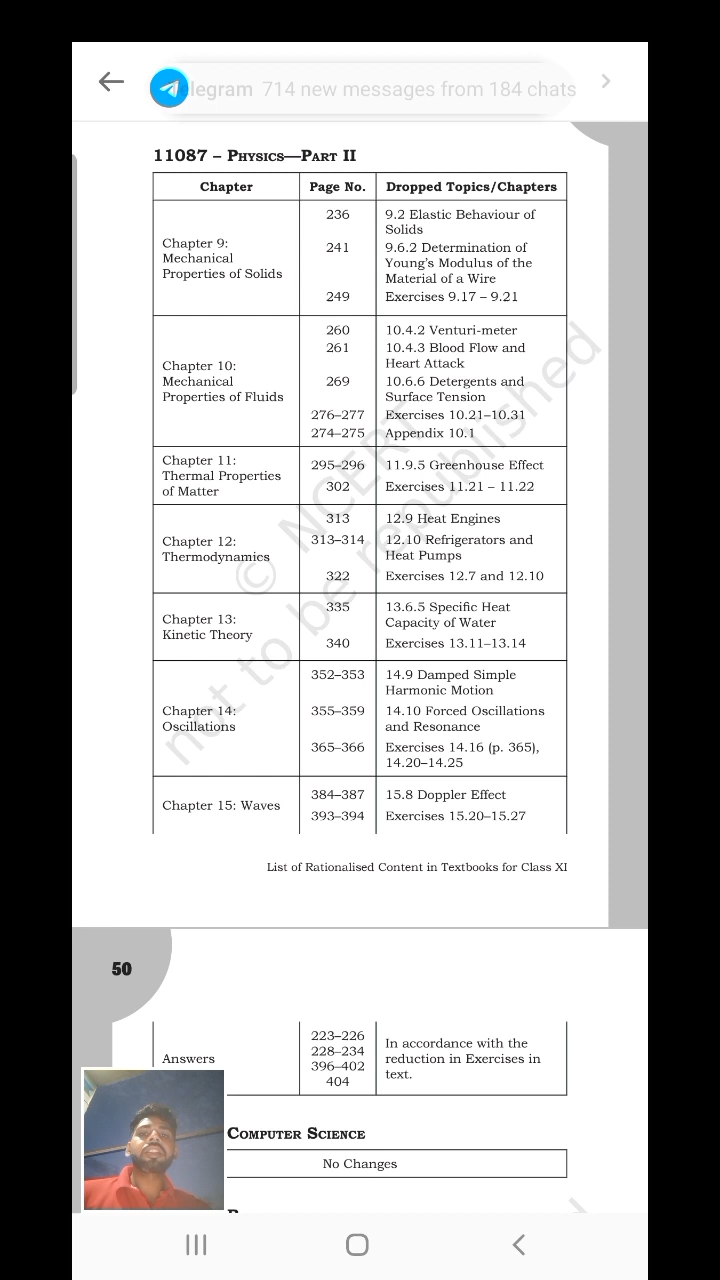 elegram 714 new messages from 184 chats
11087 – Physics—Part II
Chapter Page No. Dropped Topics/Chapters
Chapter 9:
Mechanical
Properties of Solids
236 9.2 Elastic Behaviour of
Solids
241 9.6.2 Determination of
Young's Modulus of the
Material of a Wire
249 Exercises 9.17 – 9.21
Chapter 10:
Mechanical
Properties of Fluids
260 10.4.2 Venturi-meter
261 10.4.3 Blood Flow and
Heart Attack
269 10.6.6 Detergents and
Surface Tension
276–277 Exercises 10.21–10.31
274–275 Appendix 10.1
Chapter 11:
Thermal Properties
of Matter
295–296 11.9.5 Greenhouse Effect
302 Exercises 11.21 – 11.22
Chapter 12:
Thermodynamics
313 12.9 Heat Engines
313–314 12.10 Refrigerators and
Heat Pumps
322 Exercises 12.7 and 12.10
Chapter 13:
Kinetic Theory
335 13.6.5 Specific Heat
Capacity of Water
340 Exercises 13.11–13.14
Chapter 14:
Oscillations
352–353 14.9 Damped Simple
Harmonic Motion
355–359 14.10 Forced Oscillations
and Resonance
365–366 Exercises 14.16 (p. 365),
14.20–14.25
Chapter 15: Waves
384–387 15.8 Doppler Effect
393–394 Exercises 15.20–15.27
© NCERT
not to be republished
List of Rationalised Content in Textbooks for Class XI
50
Answers
223–226
228–234
396–402
404
In accordance with the
reduction in Exercises in
text.
Computer Science
No Changes